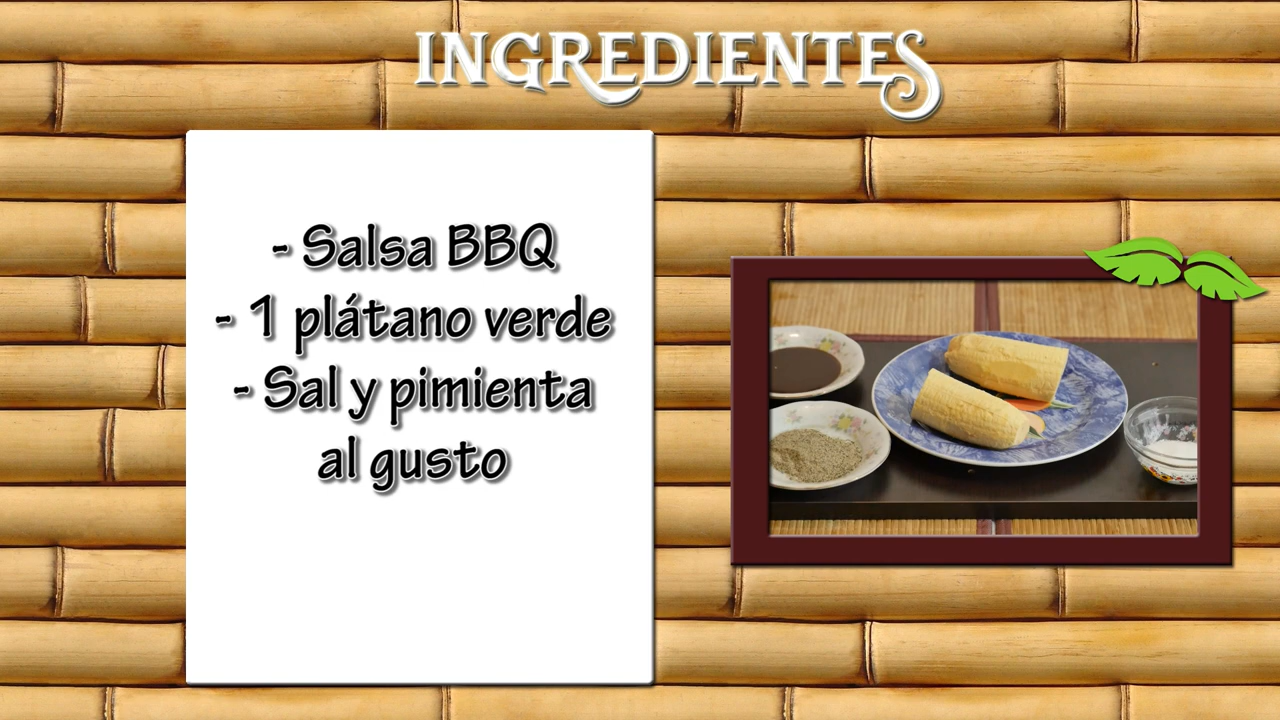 INGREDIENTES
- Salsa BBQ
- 1 plátano verde
- Sal y pimienta
al gusto